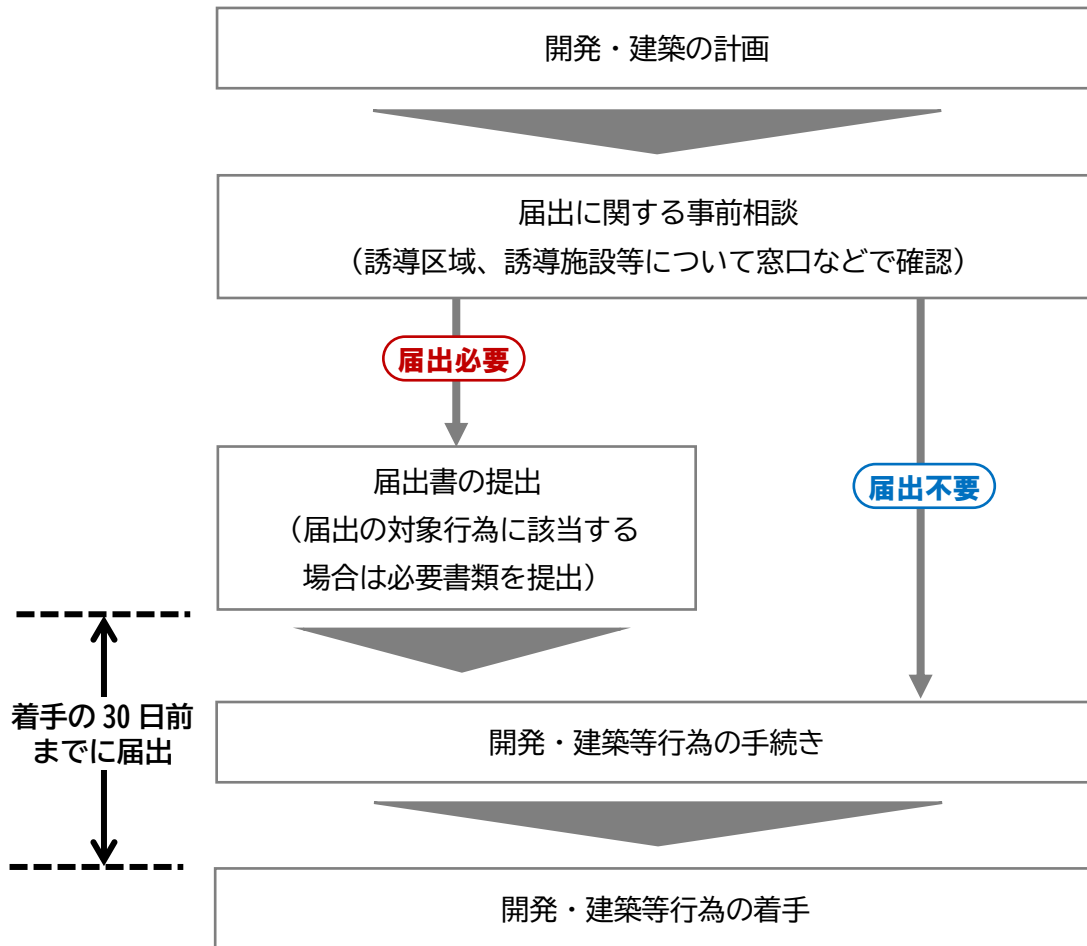 開発・建築の計画
届出に関する事前相談
（誘導区域、誘導施設等について窓口などで確認）
届出必要
届出書の提出
（届出の対象行為に該当する
場合は必要書類を提出）
届出不要
着手の 30 日前
までに届出
開発・建築等行為の手続き
開発・建築等行為の着手